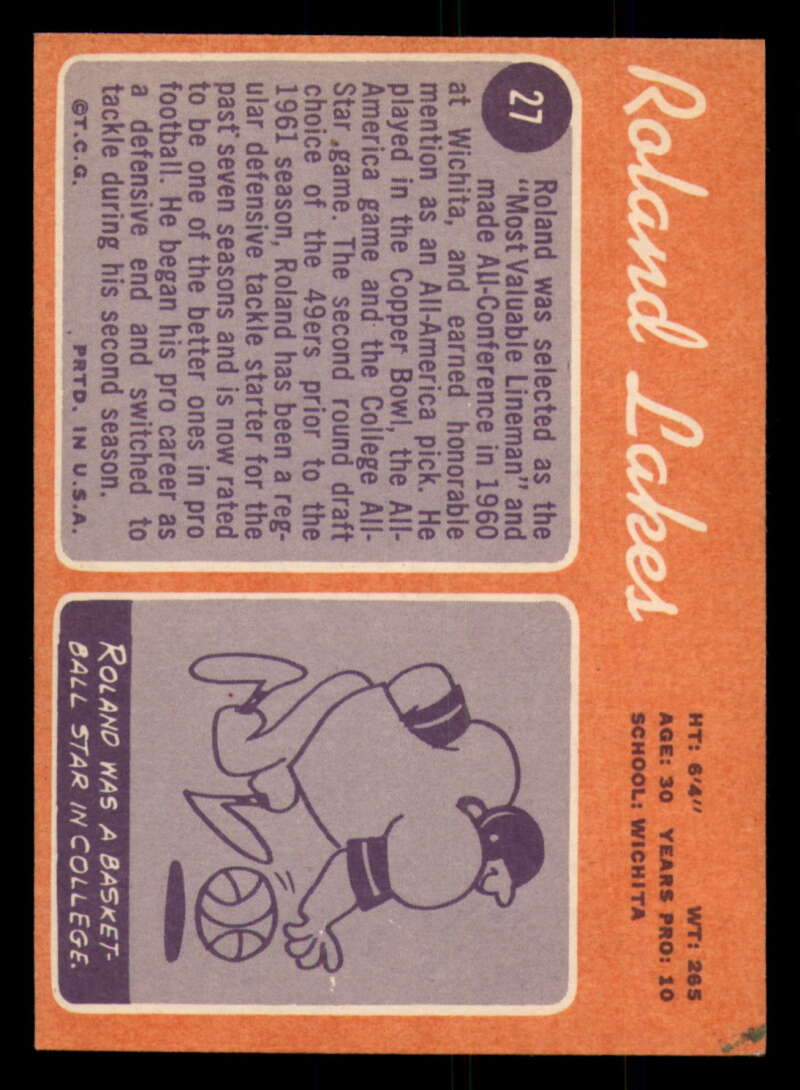 Roland Lakes
HT: 6'4" WT: 265
AGE: 30 YEARS PRO: 10
SCHOOL: WICHITA
27
Roland was selected as the
"Most Valuable Lineman" and
made All-Conference in 1960
at Wichita, and earned honorable
mention as an All-America pick. He
played in the Copper Bowl, the All-
America game and the College All-
Star game. The second round draft
choice of the 49ers prior to the
1961 season, Roland has been a reg-
ular defensive tackle starter for the
past seven seasons and is now rated
to be one of the better ones in pro
football. He began his pro career as
a defensive end and switched to
tackle during his second season.
©T.C.G. PRTD. IN U.S.A.
ROLAND WAS A BASKET-
BALL STAR IN COLLEGE.